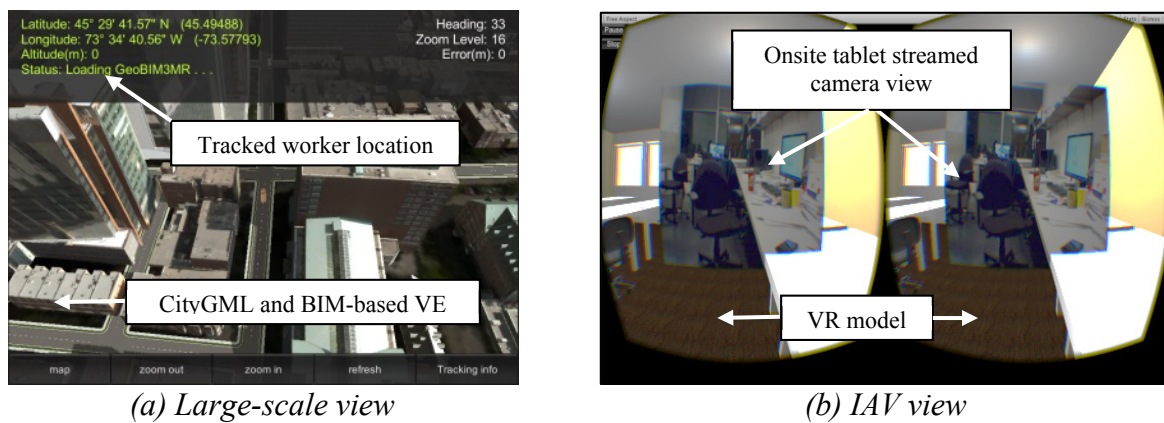 Latitude: 45° 29' 41.57" N (45.49488)
Longitude: 73° 34' 40.56" W (-73.57793)
Altitude(m): 0
Status: Loading GeoBIM3MR . . .
Heading: 33
Zoom Level: 16
Error(m): 0
Tracked worker location
CityGML and BIM-based VE
map
zoom out
zoom in
refresh
Tracking info
(a) Large-scale view
Free Aspect
Stats
Gizmos
Pause
Stop
Onsite tablet streamed
camera view
VR model
(b) IAV view